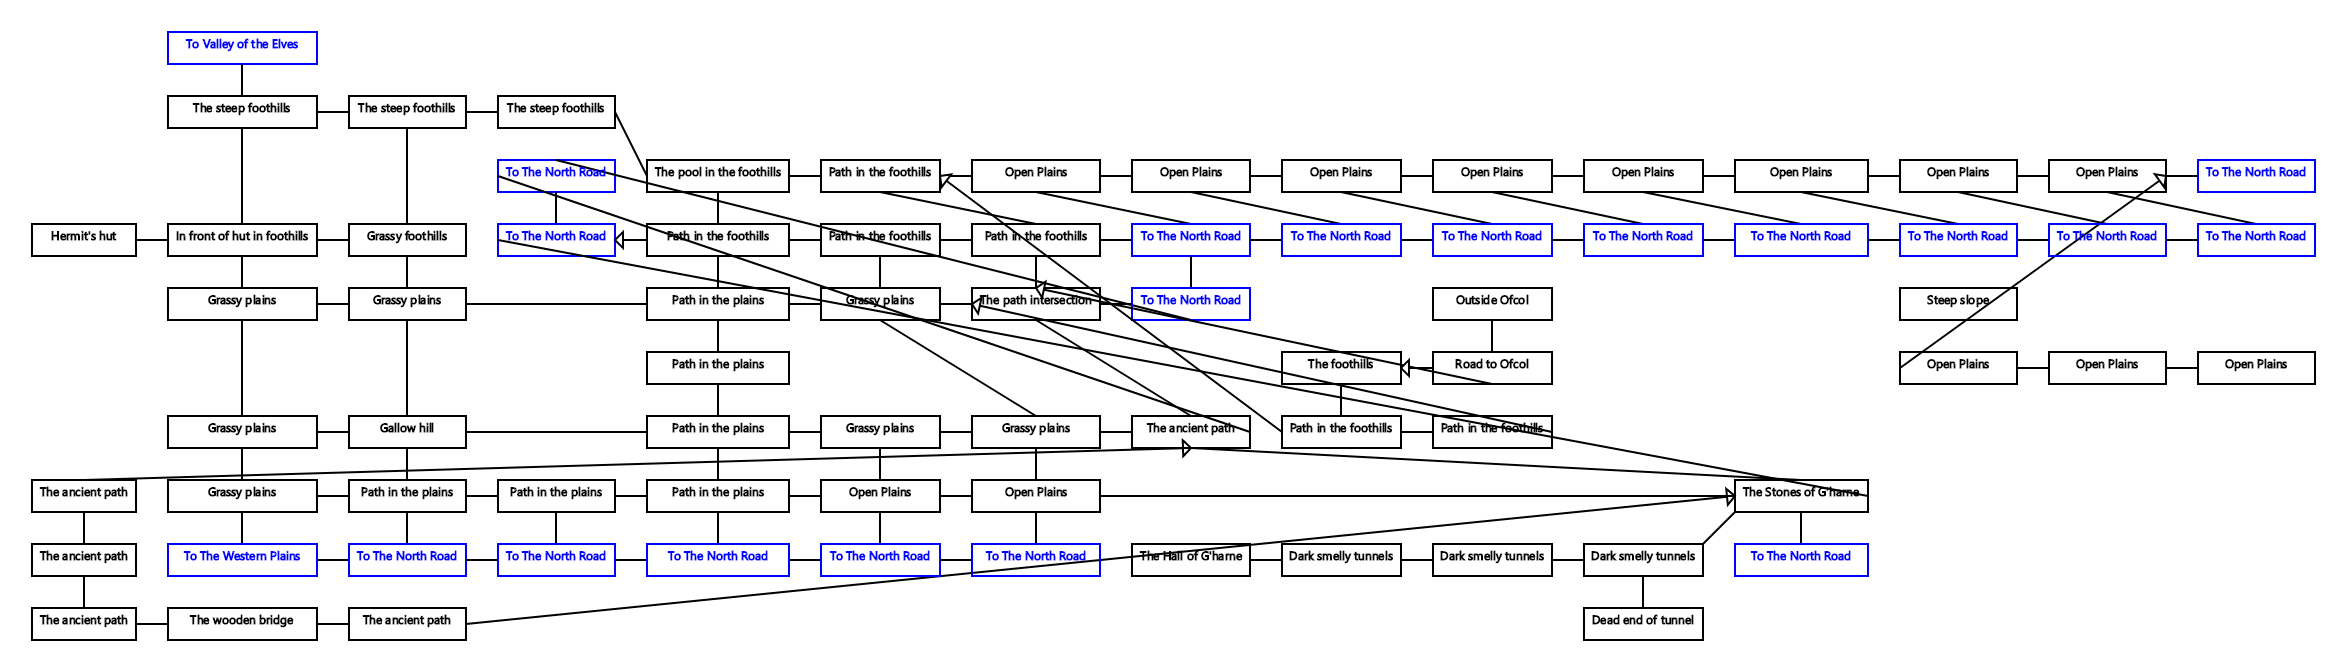 To Valley of the Elves
The steep foothills The steep foothills The steep foothills
To The North Road The pool in the foothills Path in the foothills Open Plains Open Plains Open Plains Open Plains Open Plains Open Plains Open Plains Open Plains To The North Road
Hermit's hut In front of hut in foothills Grassy foothills To The North Road Path in the foothills Path in the foothills Path in the foothills To The North Road To The North Road To The North Road To The North Road To The North Road To The North Road To The North Road To The North Road
Grassy plains Grassy plains Path in the plains Grassy plains The path intersection To The North Road Outside Ofcol Steep slope
Path in the plains The foothills Road to Ofcol Open Plains Open Plains Open Plains
Grassy plains Gallow hill Path in the plains Grassy plains Grassy plains The ancient path Path in the foothills Path in the foothills
The ancient path Grassy plains Path in the plains Path in the plains Path in the plains Open Plains Open Plains The Stones of G'harne
The ancient path To The Western Plains To The North Road To The North Road To The North Road To The North Road To The North Road The Hall of G'harne Dark smelly tunnels Dark smelly tunnels Dark smelly tunnels To The North Road
The ancient path The wooden bridge The ancient path Dead end of tunnel